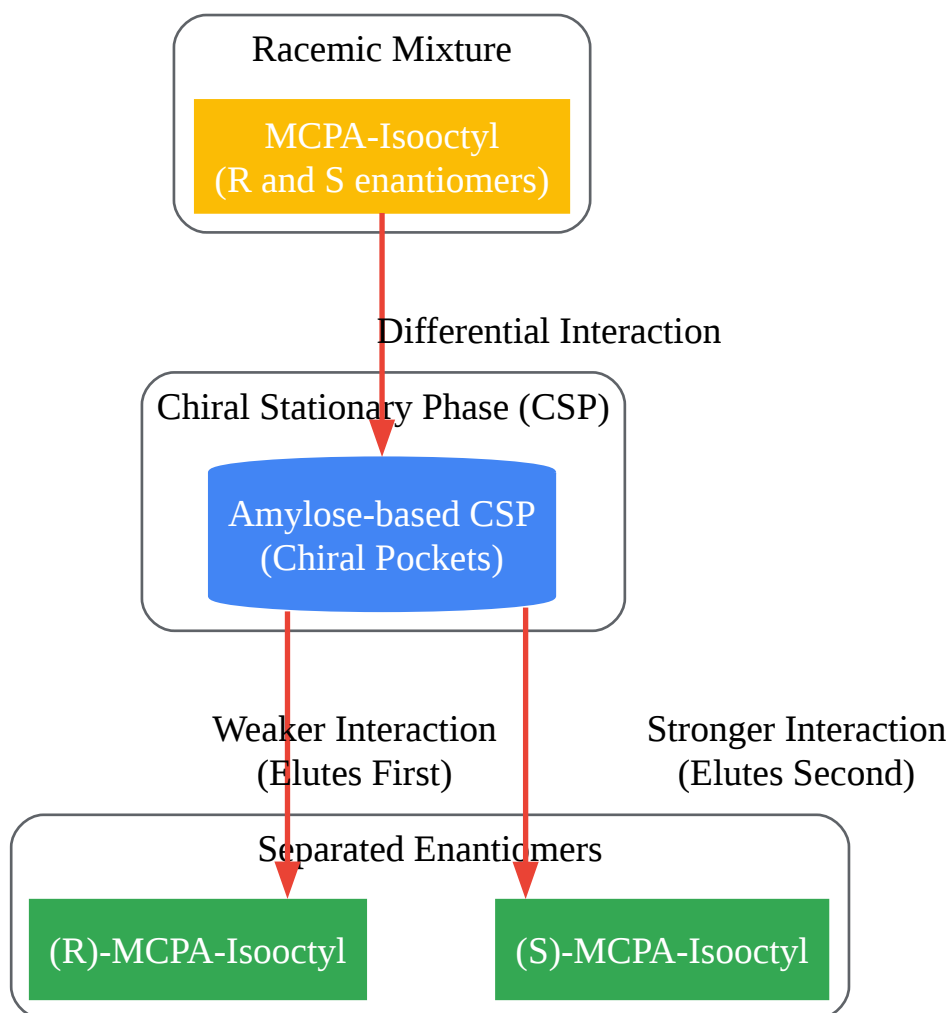 Racemic Mixture
MCPA-Isooctyl
(R and S enantiomers)
Differential Interaction
Chiral Stationary Phase (CSP)
Amylose-based CSP
(Chiral Pockets)
Weaker Interaction
(Elutes First)
Stronger Interaction
(Elutes Second)
Separated Enantiomers
(R)-MCPA-Isooctyl
(S)-MCPA-Isooctyl